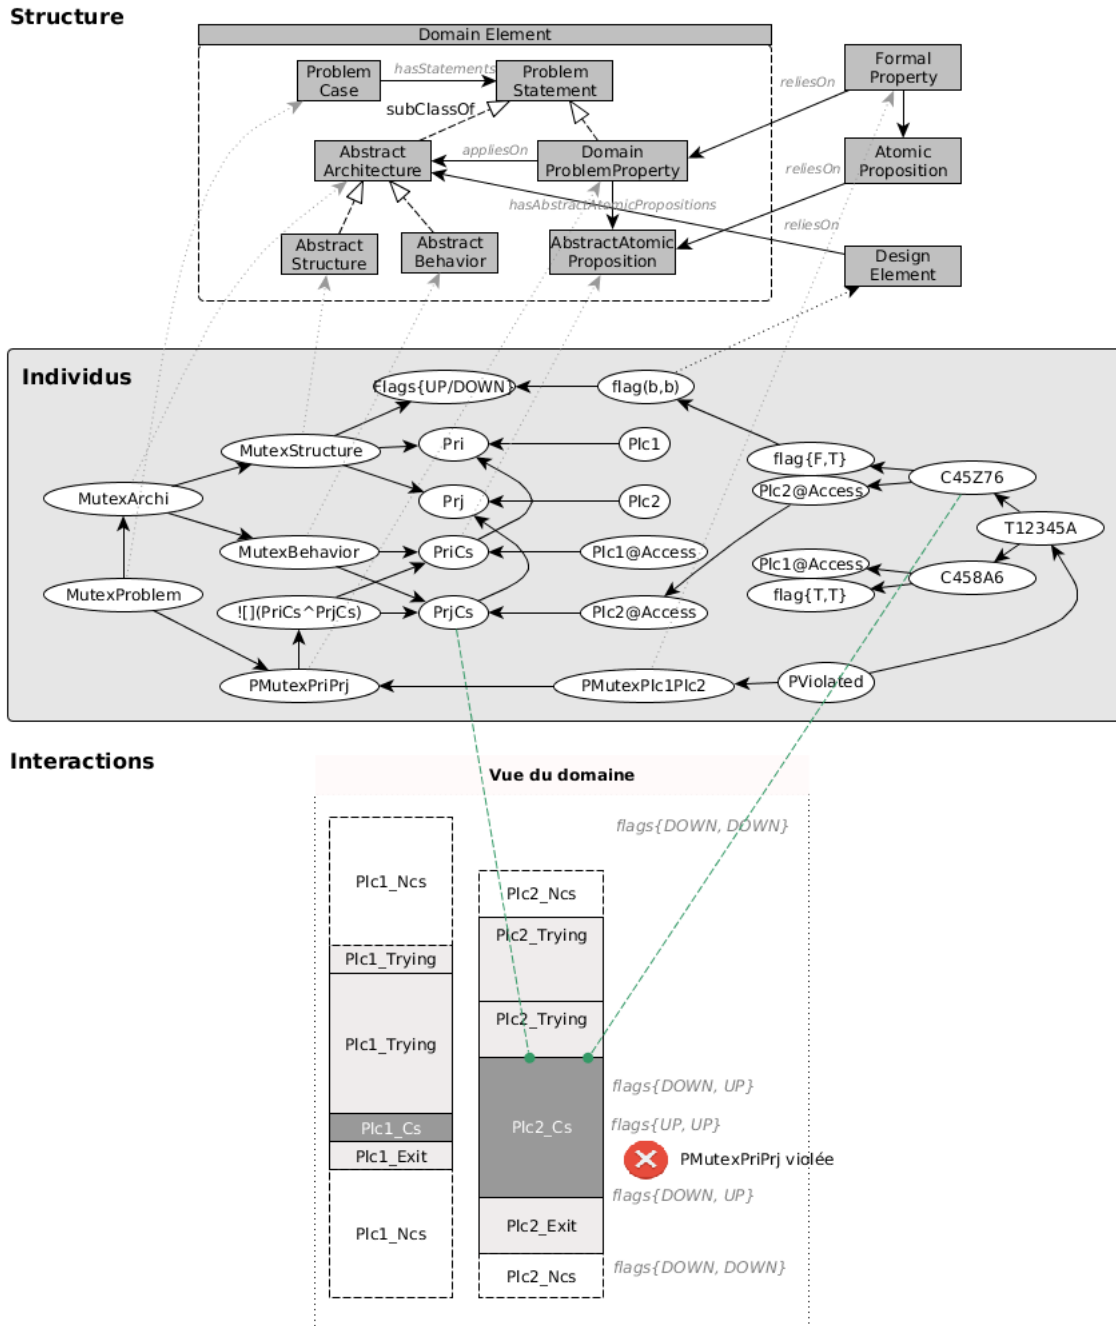 Structure
Domain Element
Problem
Case
hasStatements
Problem
Statement
Formal
Property
reliesOn
subClassOf
Abstract
Architecture
appliesOn
Domain
ProblemProperty
Atomic
Proposition
reliesOn
hasAbstractAtomicPropositions
reliesOn
Abstract
Structure
Abstract
Behavior
AbstractAtomic
Proposition
Design
Element
Individus
Flags{UP/DOWN}
flag(b,b)
MutexStructure
Pri
Plc1
flag{F,T}
C45Z76
MutexArchi
Prj
Plc2
Plc2@Access
T12345A
MutexBehavior
PriCs
Plc1@Access
Plc1@Access
C458A6
MutexProblem
![](PriCs^PrjCs)
PrjCs
Plc2@Access
flag{T,T}
PMutexPriPrj
PMutexPlc1Plc2
PViolated
Interactions
Vue du domaine
flags{DOWN, DOWN}
Plc1_Ncs
Plc2_Ncs
Plc2_Trying
Plc1_Trying
Plc2_Trying
Plc1_Trying
flags{DOWN, UP}
Plc1_Cs
Plc2_Cs
flags{UP, UP}
Plc1_Exit
PMutexPriPrj violée
flags{DOWN, UP}
Plc1_Ncs
Plc2_Exit
flags{DOWN, DOWN}
Plc2_Ncs